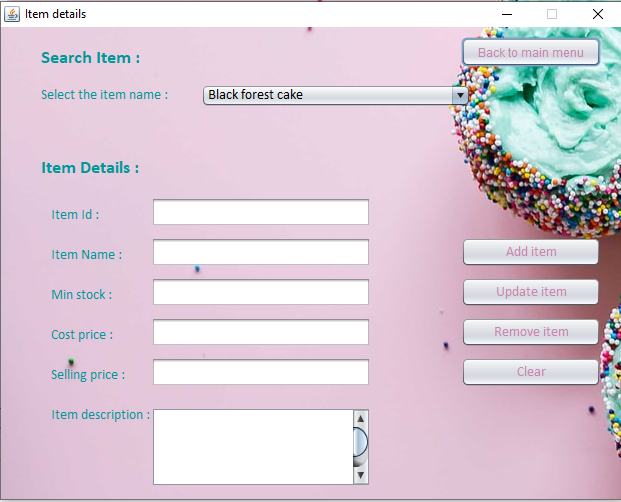 Item details
Search Item :
Back to main menu
Select the item name :
Black forest cake
Item Details :
Item Id :
Item Name :
Add item
Min stock :
Update item
Cost price :
Remove item
Selling price :
Clear
Item description :